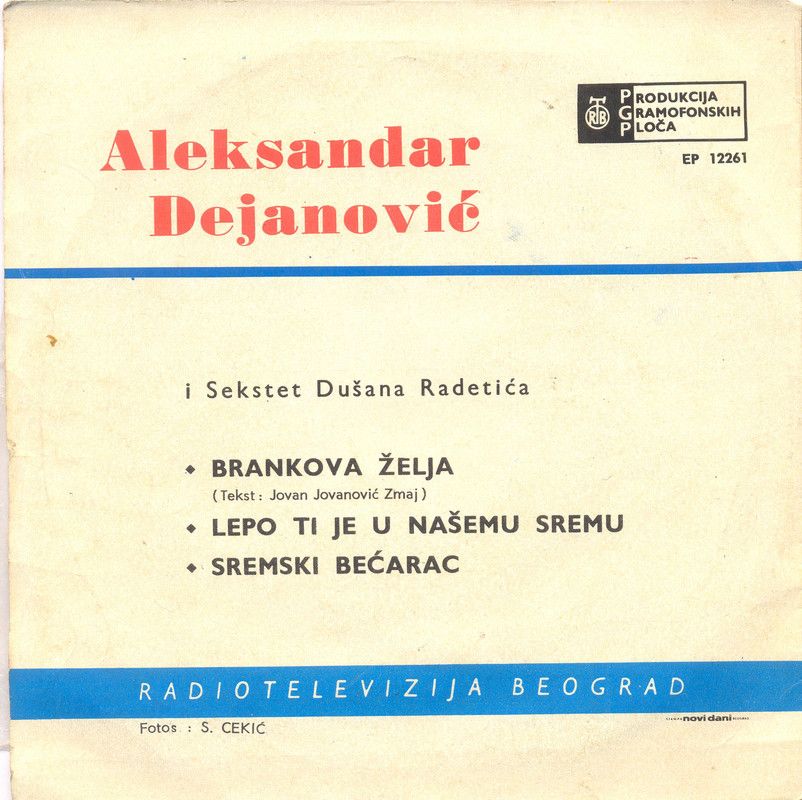 Aleksandar
Dejanović
RTB
PRODUKCIJA
GRAMOFONSKIH
PLOČA
EP 12261
i Sekstet Dušana Radetića
BRANKOVA ŽELJA
(Tekst: Jovan Jovanović Zmaj)
LEPO TI JE U NAŠEMU SREMU
SREMSKI BEĆARAC
RADIOTELEVIZIJA BEOGRAD
Fotos : S. CEKIĆ
novi dani